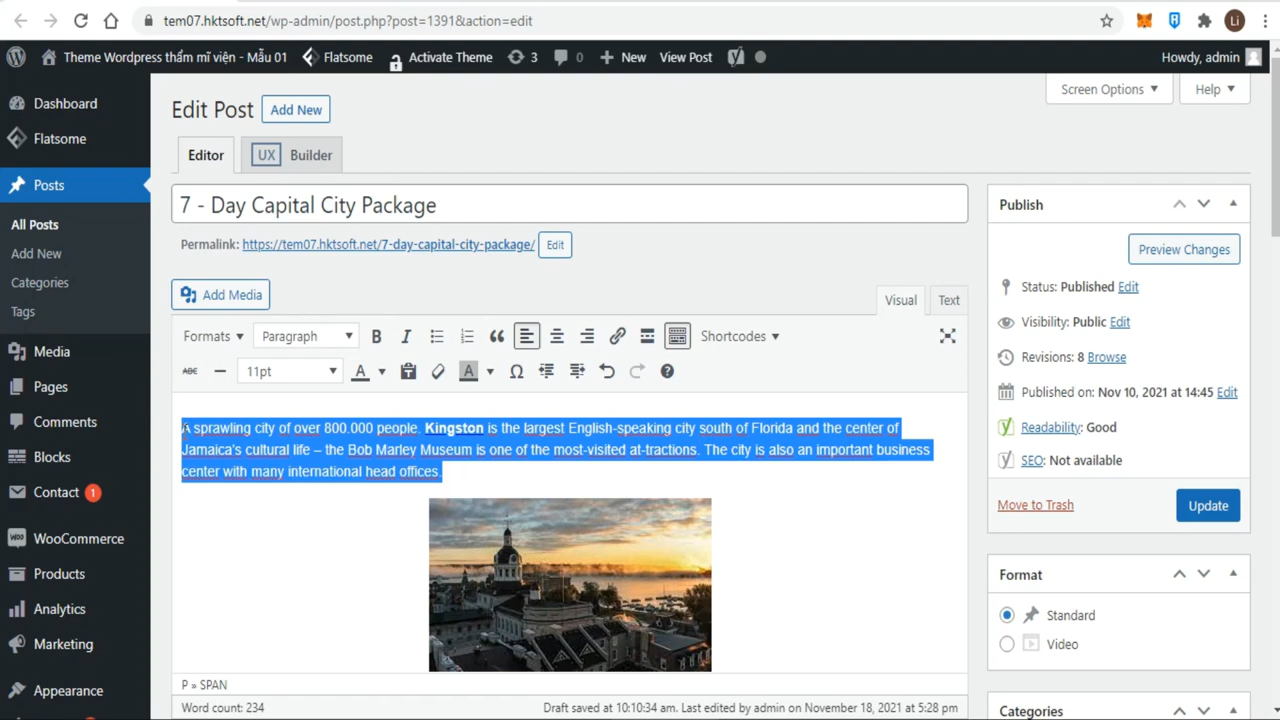 tem07.hktsoft.net/wp-admin/post.php?post=1391&action=edit
Li
Theme Wordpress thẩm mĩ viện - Mẫu 01
Flatsome
Activate Theme
3
0
New
View Post
Howdy, admin
Dashboard
Flatsome
Posts
All Posts
Add New
Categories
Tags
Media
Pages
Comments
Blocks
Contact 1
WooCommerce
Products
Analytics
Marketing
Appearance
Screen Options
Help
Edit Post
Add New
Editor
UX Builder
7 - Day Capital City Package
Permalink: https://tem07.hktsoft.net/7-day-capital-city-package/ Edit
Add Media
Visual
Text
Formats
Paragraph
B
I
Shortcodes
ABC
11pt
A
T
A
Ω
A sprawling city of over 800.000 people. Kingston is the largest English-speaking city south of Florida and the center of
Jamaica's cultural life – the Bob Marley Museum is one of the most-visited at-tractions. The city is also an important business
center with many international head offices.
P » SPAN
Word count: 234
Draft saved at 10:10:34 am. Last edited by admin on November 18, 2021 at 5:28 pm
Publish
Preview Changes
Status: Published Edit
Visibility: Public Edit
Revisions: 8 Browse
Published on: Nov 10, 2021 at 14:45 Edit
Readability: Good
SEO: Not available
Move to Trash
Update
Format
Standard
Video
Categories